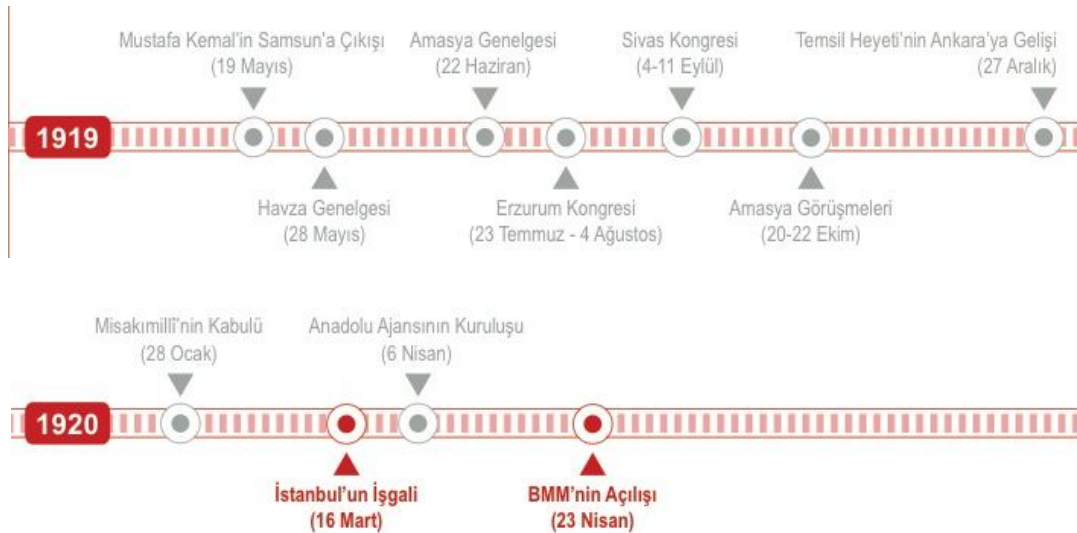 Mustafa Kemal'in Samsun'a Çıkışı
(19 Mayıs)
Amasya Genelgesi
(22 Haziran)
Sivas Kongresi
(4-11 Eylül)
Temsil Heyeti'nin Ankara'ya Gelişi
(27 Aralık)
1919
Havza Genelgesi
(28 Mayıs)
Erzurum Kongresi
(23 Temmuz - 4 Ağustos)
Amasya Görüşmeleri
(20-22 Ekim)
Misakımillî'nin Kabulü
(28 Ocak)
Anadolu Ajansının Kuruluşu
(6 Nisan)
1920
İstanbul'un İşgali
(16 Mart)
BMM'nin Açılışı
(23 Nisan)